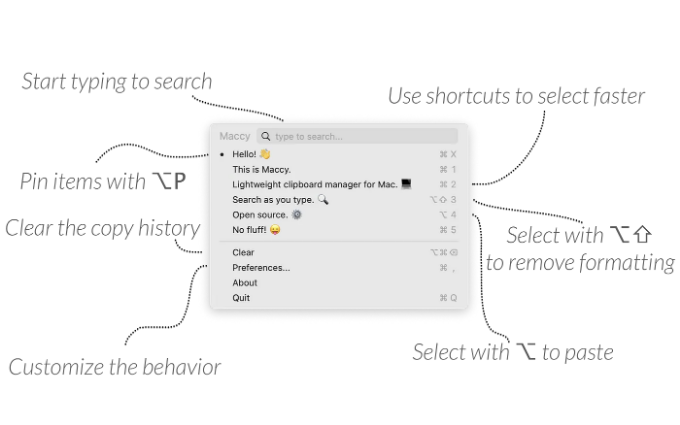 Start typing to search
Use shortcuts to select faster
Maccy type to search...
Hello! 👋 ⌘ X
Pin items with ⌥P
This is Maccy. ⌘ 1
Lightweight clipboard manager for Mac. 💻 ⌘ 2
Search as you type. 🔍 ⌥⇧ 3
Open source. ⌥ 4
No fluff! 😜 ⌘ 5
Clear the copy history
Select with ⌥⇧
to remove formatting
Clear ⌥⌘⌫
Preferences... ⌘ ,
About
Quit ⌘ Q
Customize the behavior
Select with ⌥ to paste